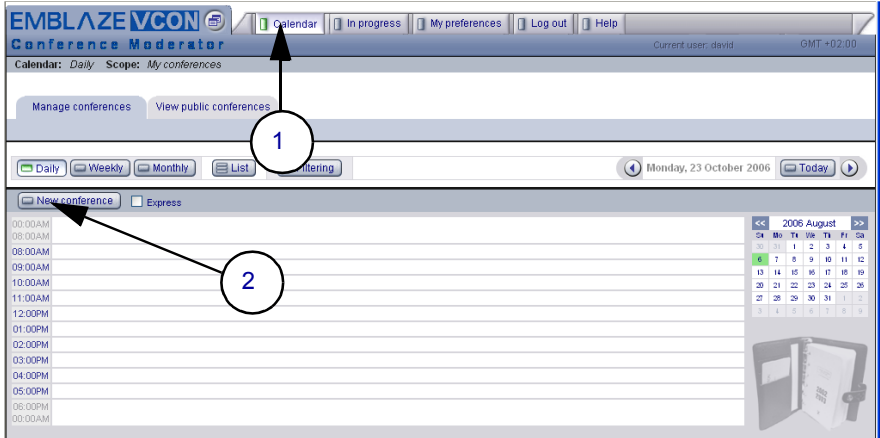 EMBLAZE VCON
Calendar In progress My preferences Log out Help
Conference Moderator
Current user: david GMT +02:00
Calendar: Daily Scope: My conferences
Manage conferences View public conferences
1
Daily Weekly Monthly List
Monday, 23 October 2006 Today
New conference Express
<< 2006 August >>
Su Mo Tu We Th Fr Sa
30 31 1 2 3 4 5
6 7 8 9 10 11 12
13 14 15 16 17 18 19
20 21 22 23 24 25 26
27 28 29 30 31 1 2
3 4 5 6 7 8 9
00:00AM
08:00AM
08:00AM
09:00AM
10:00AM
2
11:00AM
12:00PM
01:00PM
02:00PM
03:00PM
04:00PM
05:00PM
06:00PM
00:00AM